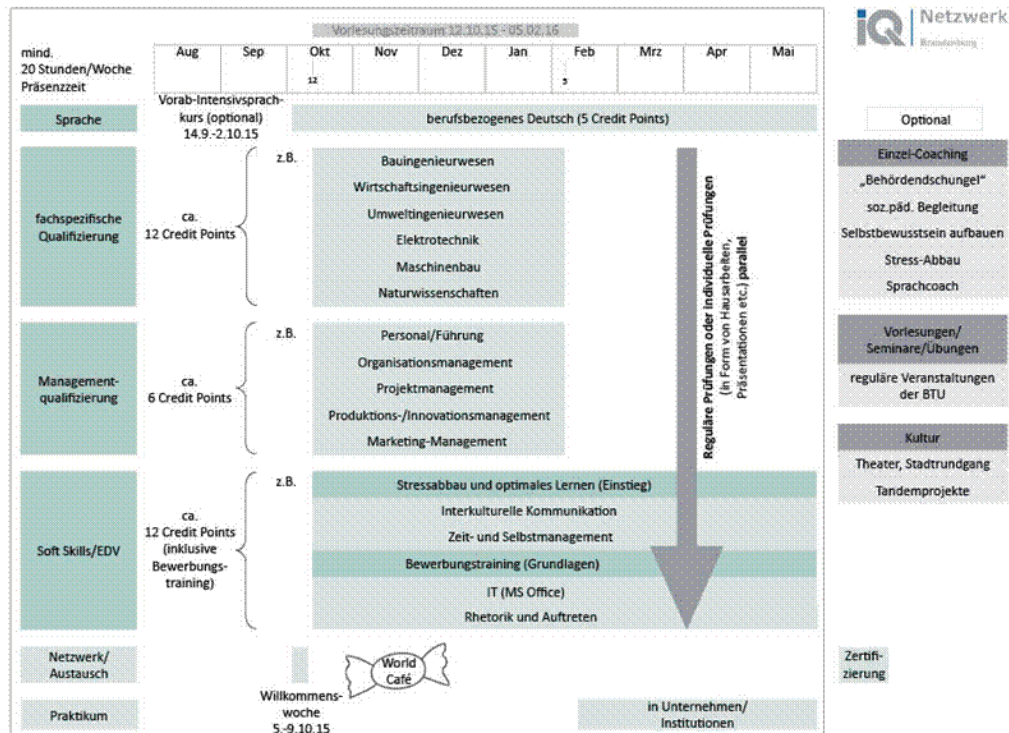 Vorlesungszeitraum 12.10.15 - 05.02.16
iQ Netzwerk
Brandenburg
mind.
20 Stunden/Woche
Präsenzzeit
Aug Sep Okt Nov Dez Jan Feb Mrz Apr Mai
12
Sprache
Vorab-Intensivsprach-
kurs (optional)
14.9.-2.10.15
berufsbezogenes Deutsch (5 Credit Points)
fachspezifische
Qualifizierung
ca.
12 Credit Points
z.B.
Bauingenieurwesen
Wirtschaftsingenieurwesen
Umweltingenieurwesen
Elektrotechnik
Maschinenbau
Naturwissenschaften
Management-
qualifizierung
ca.
6 Credit Points
z.B.
Personal/Führung
Organisationsmanagement
Projektmanagement
Produktions-/Innovationsmanagement
Marketing-Management
Soft Skills/EDV
ca.
12 Credit Points
(inklusive
Bewerbungs-
training)
z.B.
Stressabbau und optimales Lernen (Einstieg)
Interkulturelle Kommunikation
Zeit- und Selbstmanagement
Bewerbungstraining (Grundlagen)
IT (MS Office)
Rhetorik und Auftreten
Reguläre Prüfungen oder individuelle Prüfungen
(in Form von Hausarbeiten,
Präsentationen etc.) parallel
Netzwerk/
Austausch
Willkommens-
woche
5.-9.10.15
World
Café
Praktikum
in Unternehmen/
Institutionen
Optional
Einzel-Coaching
„Behördendschungel“
soz.päd. Begleitung
Selbstbewusstsein aufbauen
Stress-Abbau
Sprachcoach
Vorlesungen/
Seminare/Übungen
reguläre Veranstaltungen
der BTU
Kultur
Theater, Stadtrundgang
Tandemprojekte
Zertifi-
zierung